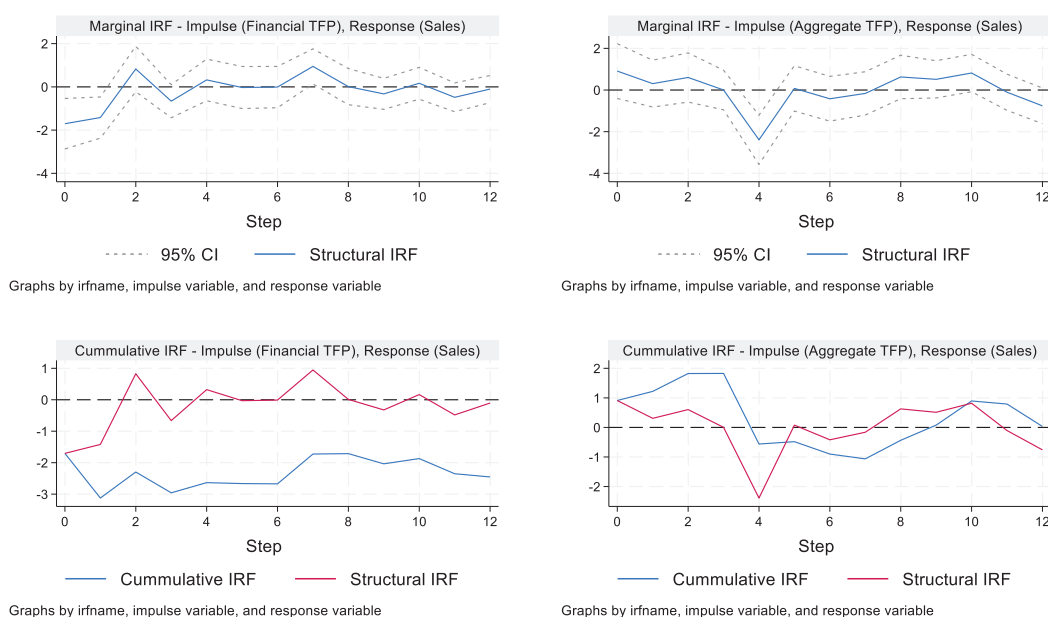 Marginal IRF - Impulse (Financial TFP), Response (Sales)
2
0
-2
-4
0 2 4 6 8 10 12
Step
95% CI Structural IRF
Graphs by irfname, impulse variable, and response variable
Marginal IRF - Impulse (Aggregate TFP), Response (Sales)
2
0
-2
-4
0 2 4 6 8 10 12
Step
95% CI Structural IRF
Graphs by irfname, impulse variable, and response variable
Cummulative IRF - Impulse (Financial TFP), Response (Sales)
1
0
-1
-2
-3
0 2 4 6 8 10 12
Step
Cummulative IRF Structural IRF
Graphs by irfname, impulse variable, and response variable
Cummulative IRF - Impulse (Aggregate TFP), Response (Sales)
2
1
0
-1
-2
0 2 4 6 8 10 12
Step
Cummulative IRF Structural IRF
Graphs by irfname, impulse variable, and response variable